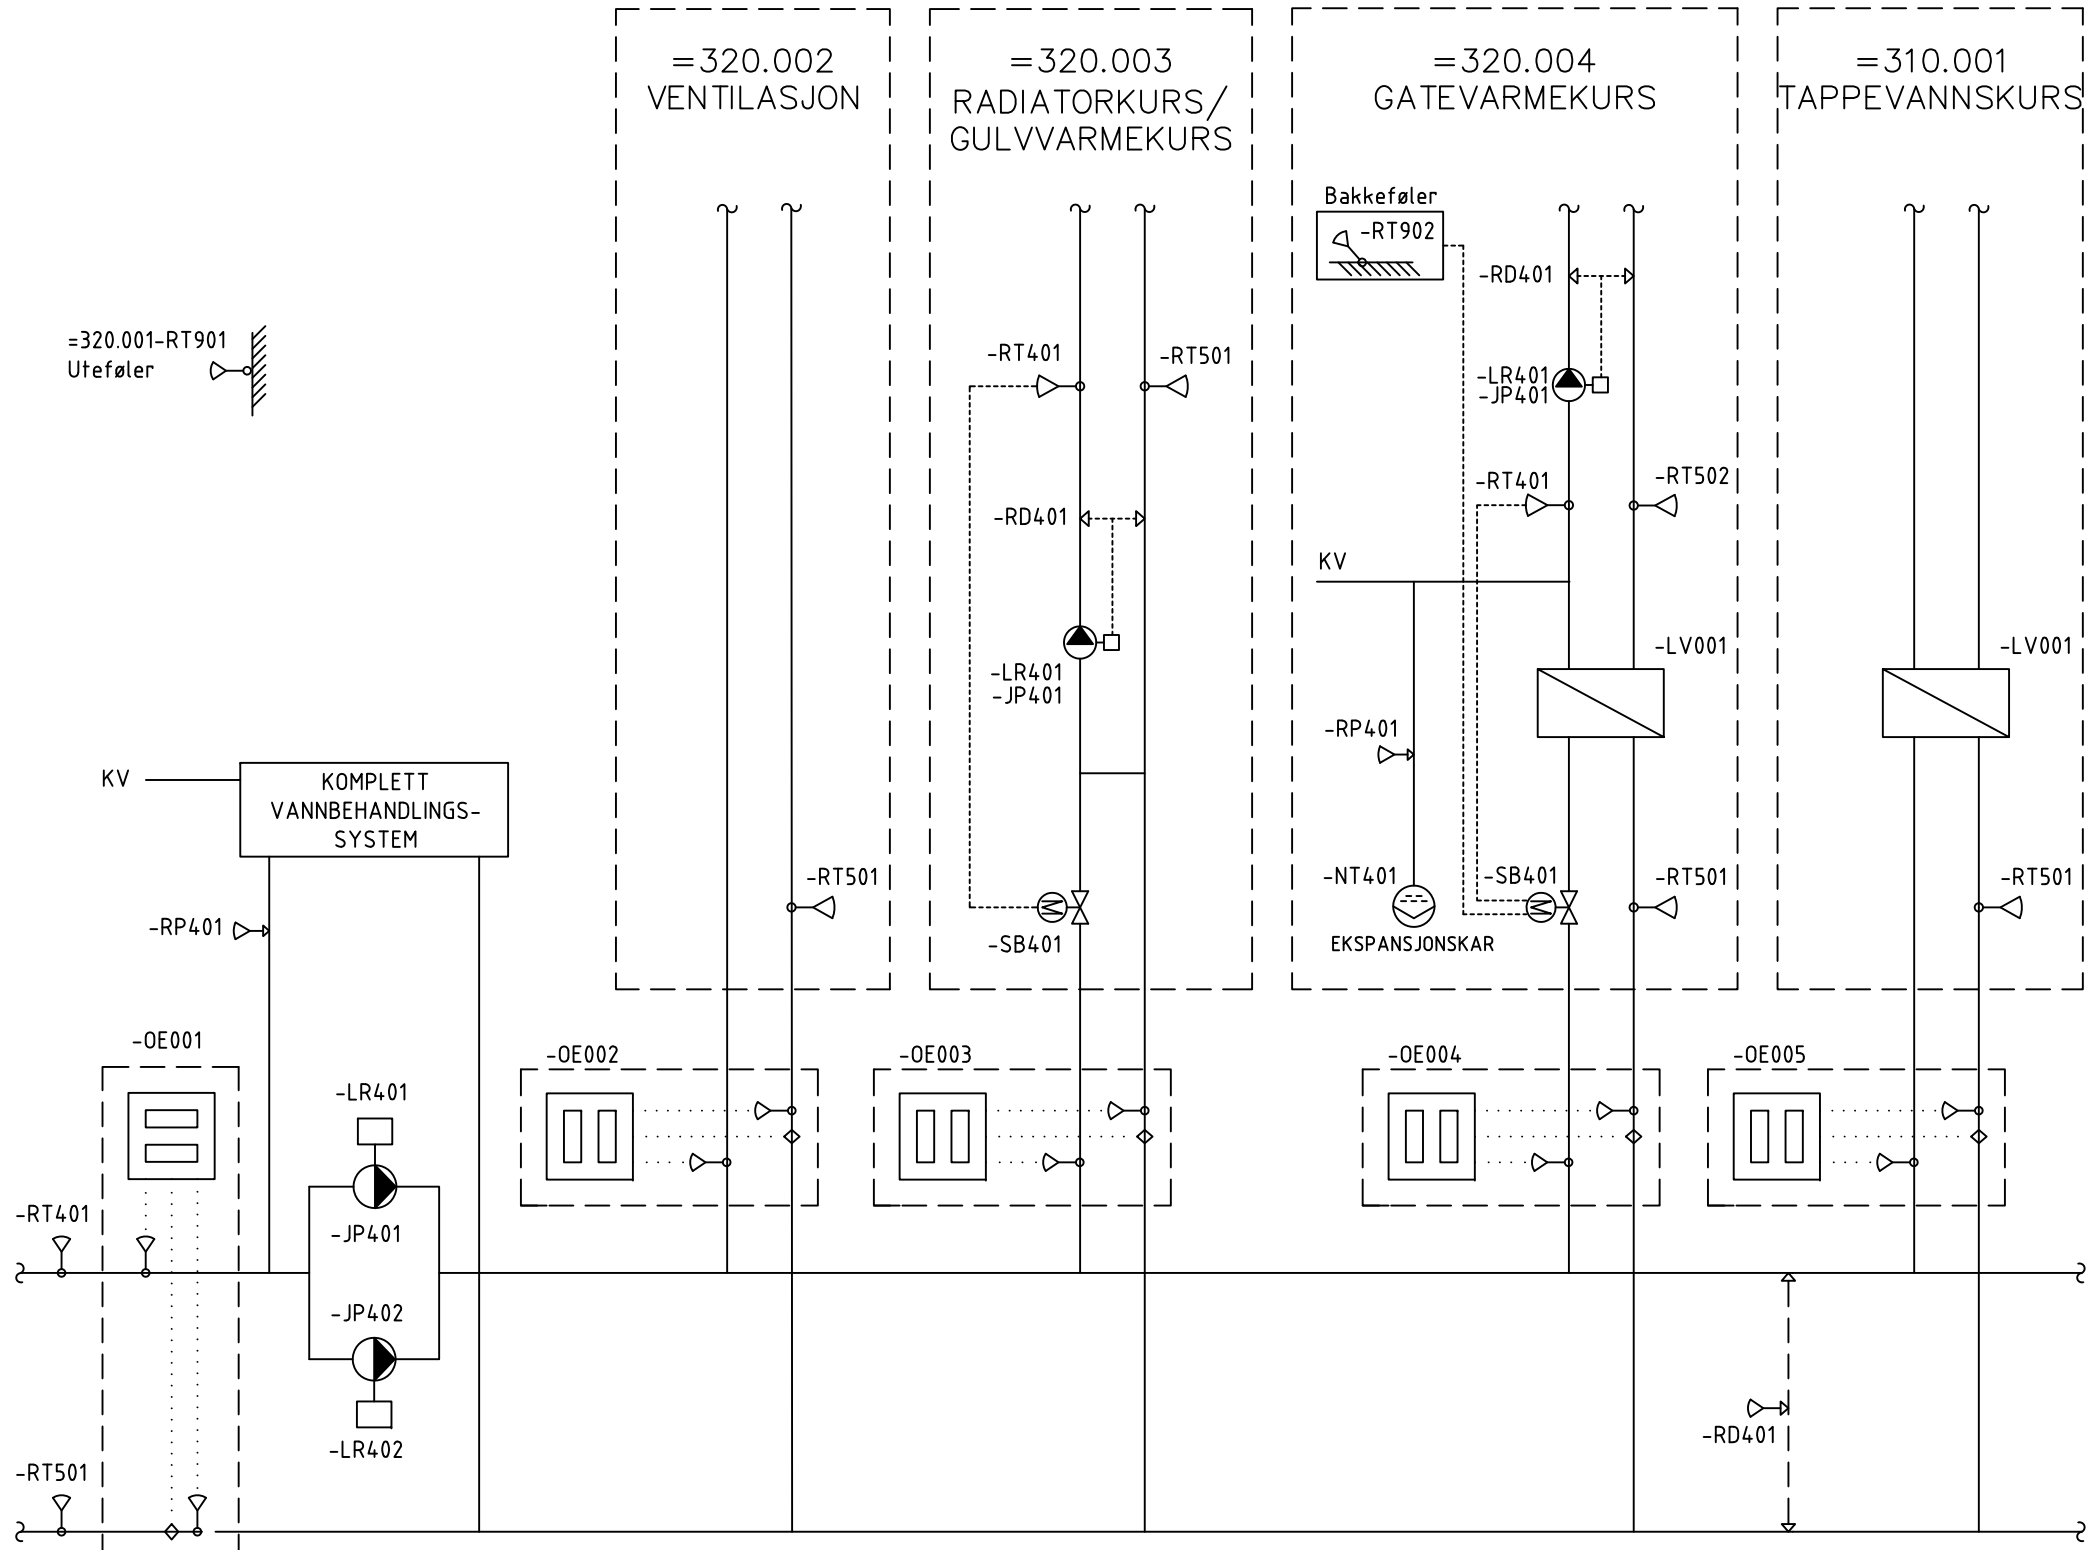 =320.002
VENTILASJON
=320.003
RADIATORKURS/
GULVVARMEKURS
=320.004
GATEVARMEKURS
=310.001
TAPPEVANNSKURS
Bakkeføler
-RT902
-RD401
=320.001-RT901
Uteføler
-RT401
-RT501
-LR401
-JP401
-RT401
-RT502
-RD401
KV
-LR401
-JP401
-LV001
-LV001
-RP401
KV
KOMPLETT
VANNBEHANDLINGS-
SYSTEM
-RT501
-SB401
-NT401
EKSPANSJONSKAR
-SB401
-RT501
-RT501
-RP401
-OE001
-OE002
-OE003
-OE004
-OE005
-LR401
-JP401
-RT401
-JP402
-LR402
-RT501
-RD401